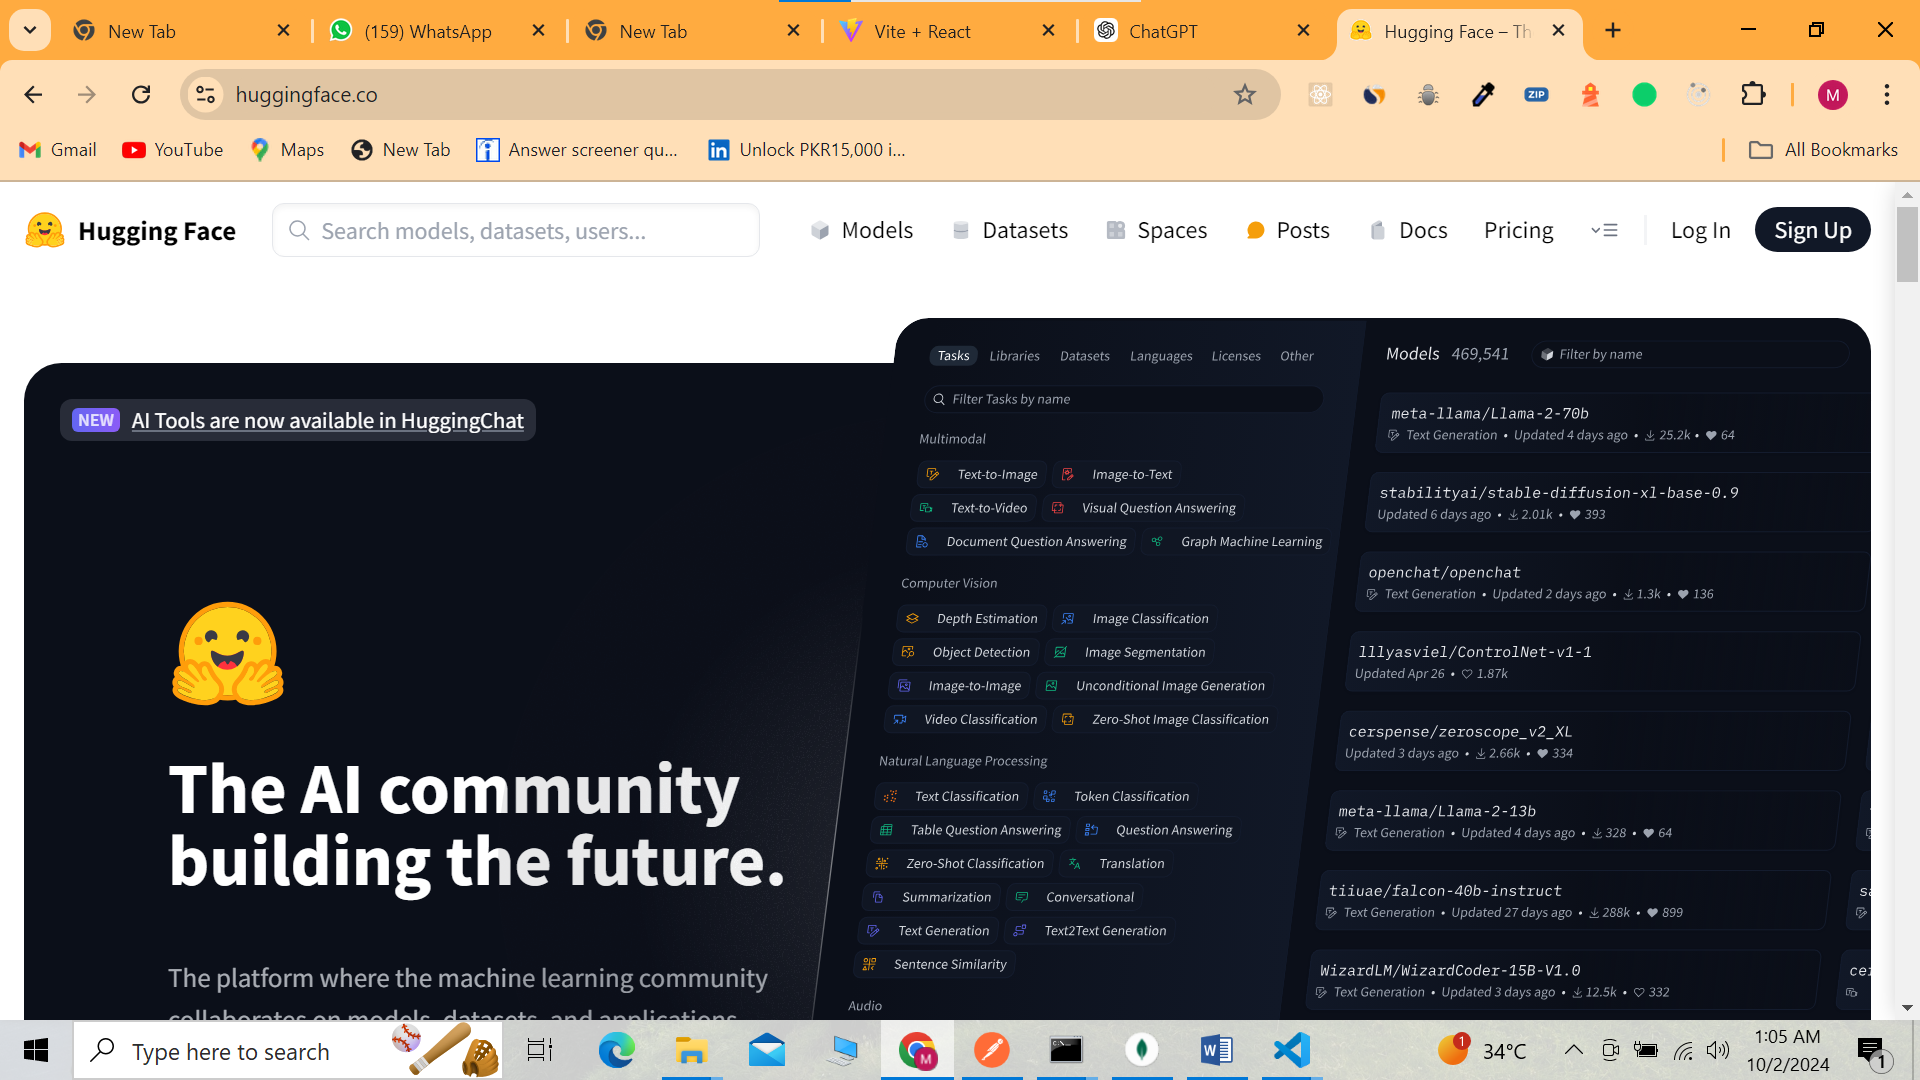 New Tab
(159) WhatsApp
New Tab
Vite + React
ChatGPT
Hugging Face – Th
huggingface.co
ZIP
M
Gmail
YouTube
Maps
New Tab
Answer screener qu...
Unlock PKR15,000 i...
All Bookmarks
Hugging Face
Search models, datasets, users...
Models
Datasets
Spaces
Posts
Docs
Pricing
Log In
Sign Up
NEW AI Tools are now available in HuggingChat
The AI community
building the future.
The platform where the machine learning community
collaborates on models, datasets, and applications.
Tasks Libraries Datasets Languages Licenses Other
Filter Tasks by name
Multimodal
Text-to-Image Image-to-Text
Text-to-Video Visual Question Answering
Document Question Answering Graph Machine Learning
Computer Vision
Depth Estimation Image Classification
Object Detection Image Segmentation
Image-to-Image Unconditional Image Generation
Video Classification Zero-Shot Image Classification
Natural Language Processing
Text Classification Token Classification
Table Question Answering Question Answering
Zero-Shot Classification Translation
Summarization Conversational
Text Generation Text2Text Generation
Sentence Similarity
Audio
Models 469,541 Filter by name
meta-llama/Llama-2-70b
Text Generation • Updated 4 days ago • 25.2k • 64
stabilityai/stable-diffusion-xl-base-0.9
Updated 6 days ago • 2.01k • 393
openchat/openchat
Text Generation • Updated 2 days ago • 1.3k • 136
lllyasviel/ControlNet-v1-1
Updated Apr 26 • 1.87k
cerspense/zeroscope_v2_XL
Updated 3 days ago • 2.66k • 334
meta-llama/Llama-2-13b
Text Generation • Updated 4 days ago • 328 • 64
tiiuae/falcon-40b-instruct
Text Generation • Updated 27 days ago • 288k • 899
WizardLM/WizardCoder-15B-V1.0
Text Generation • Updated 3 days ago • 12.5k • 332
Type here to search
M
1
34°C
1:05 AM
10/2/2024
1